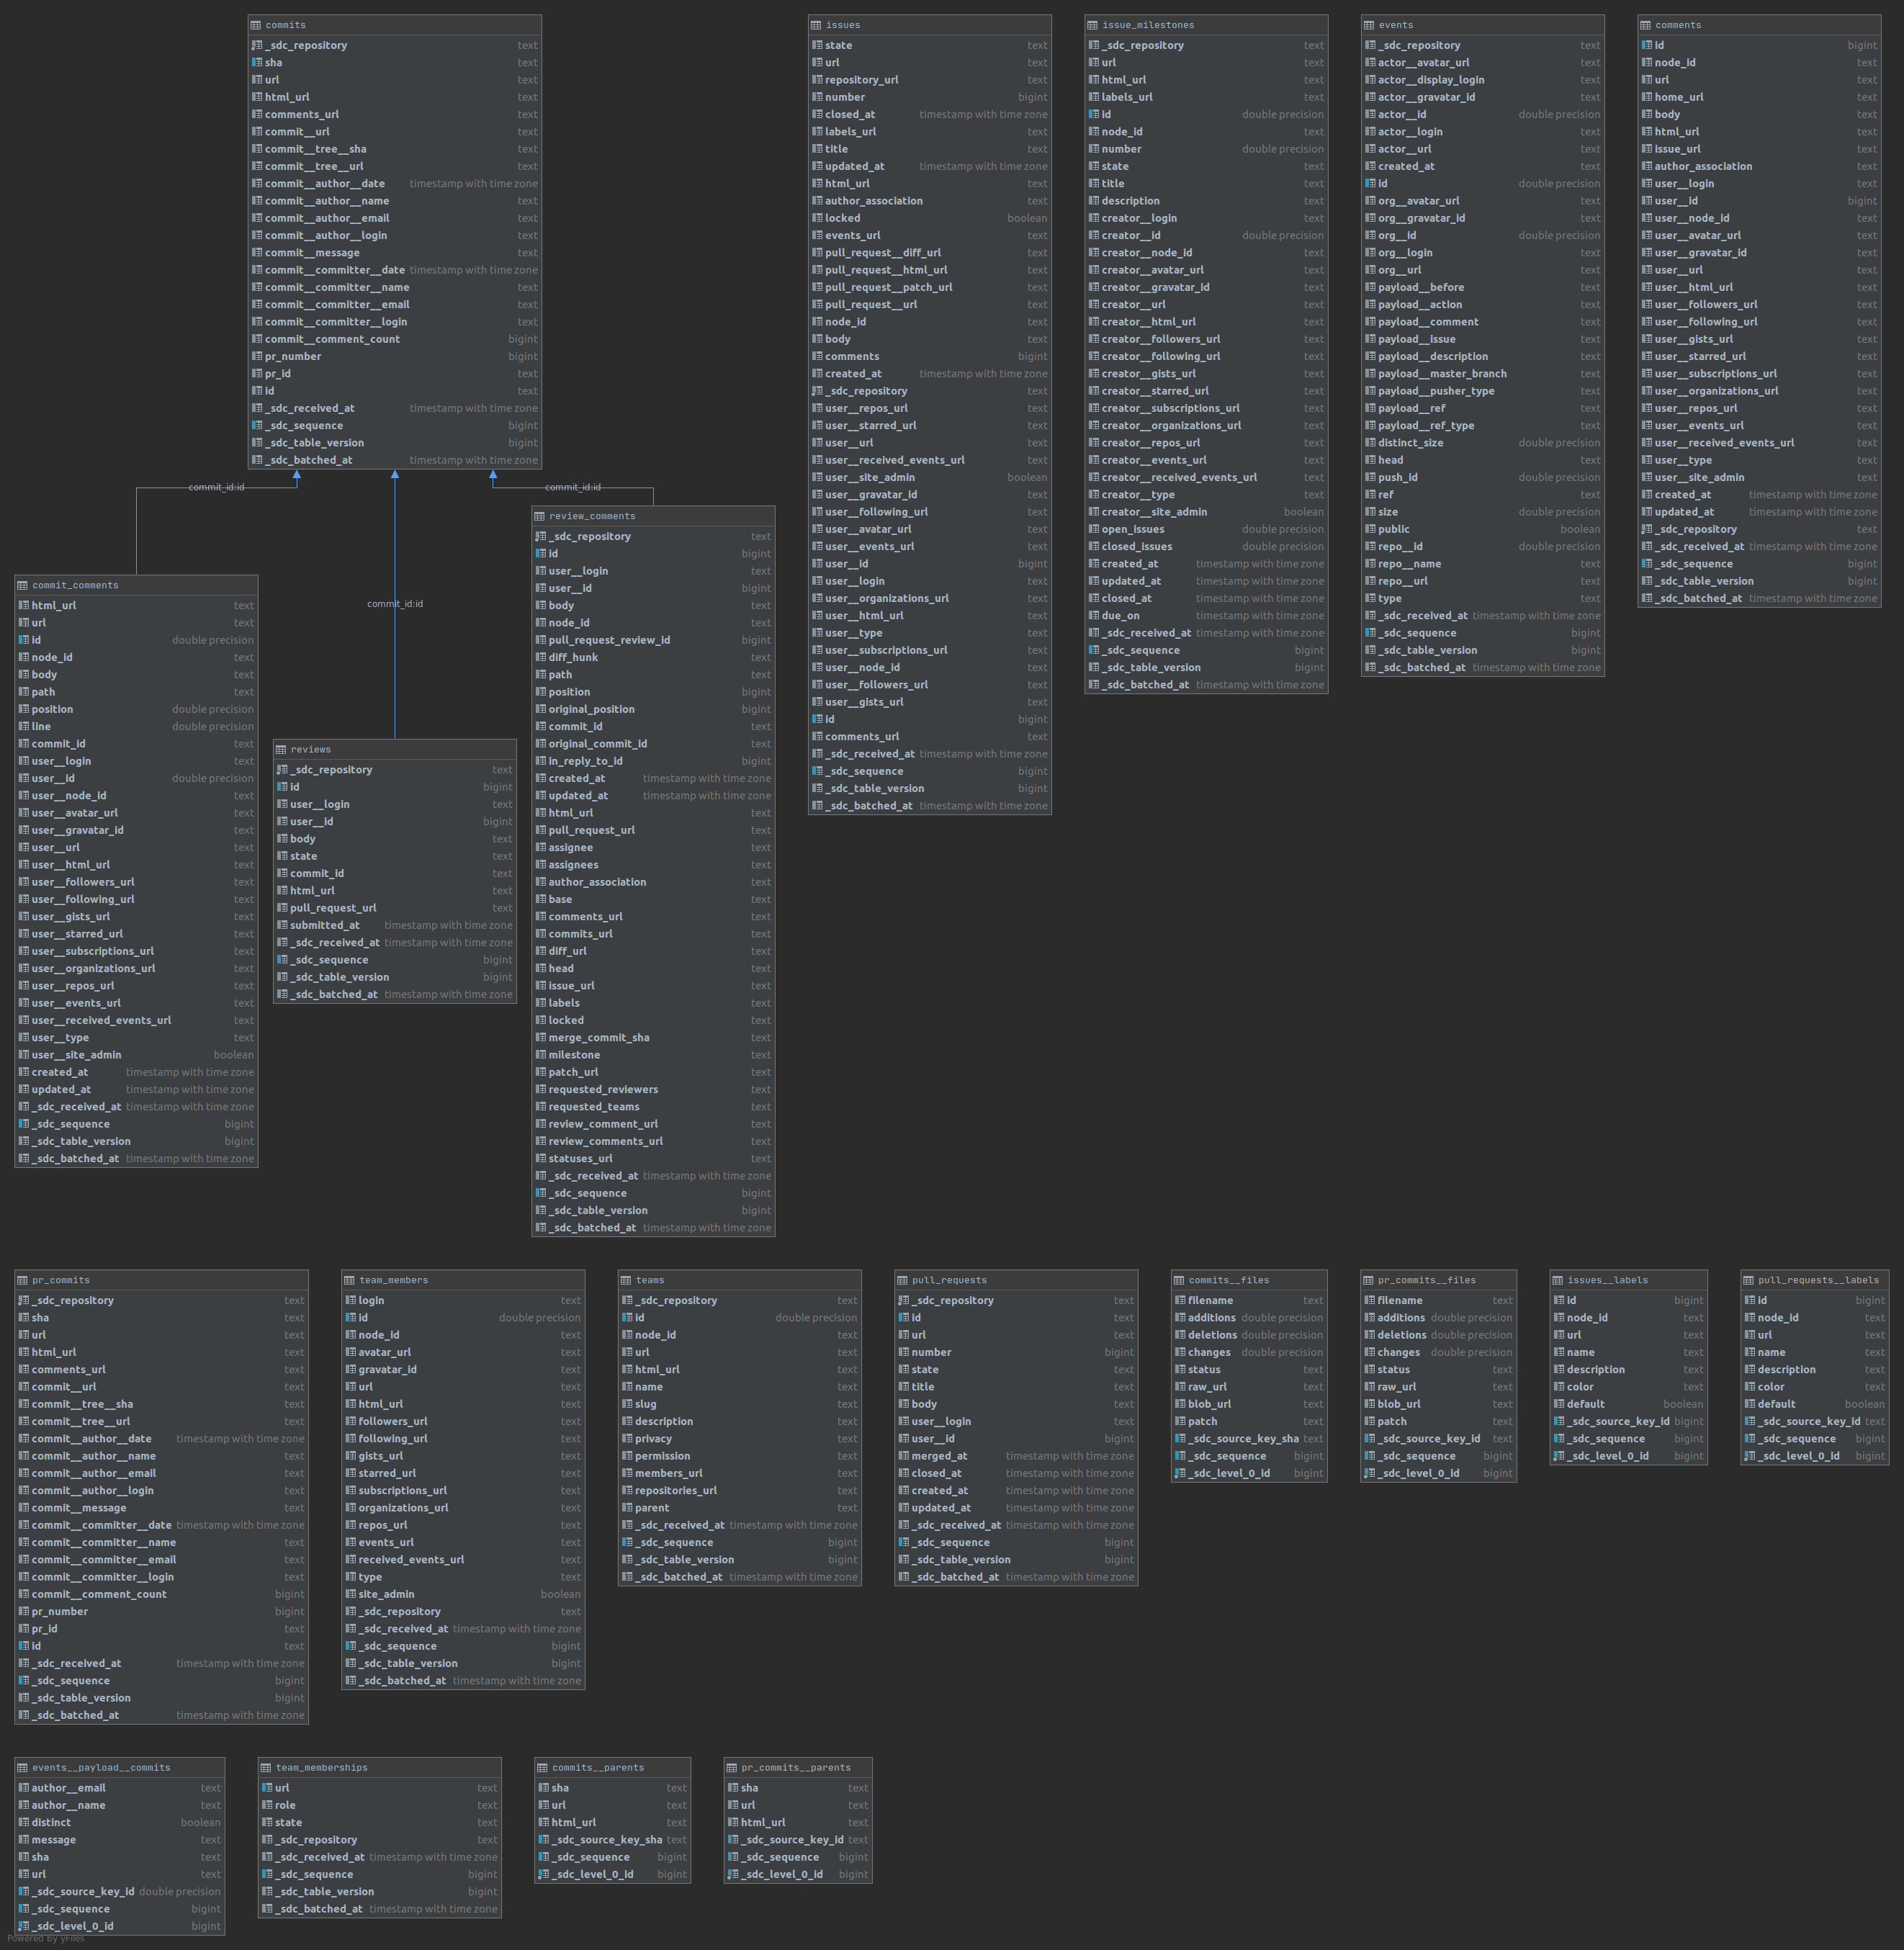 commits
_sdc_repository text
sha text
url text
html_url text
comments_url text
commit__url text
commit__tree__sha text
commit__tree__url text
commit__author__date timestamp with time zone
commit__author__name text
commit__author__email text
commit__author__login text
commit__message text
commit__committer__date timestamp with time zone
commit__committer__name text
commit__committer__email text
commit__committer__login text
commit__comment_count bigint
pr_number bigint
pr_id text
id text
_sdc_received_at timestamp with time zone
_sdc_sequence bigint
_sdc_table_version bigint
_sdc_batched_at timestamp with time zone
commit_id:id
commit_id:id
commit_id:id
commit_comments
html_url text
url text
id double precision
node_id text
body text
path text
position double precision
line double precision
commit_id text
user__login text
user__id double precision
user__node_id text
user__avatar_url text
user__gravatar_id text
user__url text
user__html_url text
user__followers_url text
user__following_url text
user__gists_url text
user__starred_url text
user__subscriptions_url text
user__organizations_url text
user__repos_url text
user__events_url text
user__received_events_url text
user__type text
user__site_admin boolean
created_at timestamp with time zone
updated_at timestamp with time zone
_sdc_received_at timestamp with time zone
_sdc_sequence bigint
_sdc_table_version bigint
_sdc_batched_at timestamp with time zone
reviews
_sdc_repository text
id bigint
user__login text
user__id bigint
body text
state text
commit_id text
html_url text
pull_request_url text
submitted_at timestamp with time zone
_sdc_received_at timestamp with time zone
_sdc_sequence bigint
_sdc_table_version bigint
_sdc_batched_at timestamp with time zone
review_comments
_sdc_repository text
id bigint
user__login text
user__id bigint
body text
node_id text
pull_request_review_id bigint
diff_hunk text
path text
position bigint
original_position bigint
commit_id text
original_commit_id text
in_reply_to_id bigint
created_at timestamp with time zone
updated_at timestamp with time zone
html_url text
pull_request_url text
assignee text
assignees text
author_association text
base text
comments_url text
commits_url text
diff_url text
head text
issue_url text
labels text
locked text
merge_commit_sha text
milestone text
patch_url text
requested_reviewers text
requested_teams text
review_comment_url text
review_comments_url text
statuses_url text
_sdc_received_at timestamp with time zone
_sdc_sequence bigint
_sdc_table_version bigint
_sdc_batched_at timestamp with time zone
issues
state text
url text
repository_url text
number bigint
closed_at timestamp with time zone
labels_url text
title text
updated_at timestamp with time zone
html_url text
author_association text
locked boolean
events_url text
pull_request__diff_url text
pull_request__html_url text
pull_request__patch_url text
pull_request__url text
node_id text
body text
comments bigint
created_at timestamp with time zone
_sdc_repository text
user__repos_url text
user__starred_url text
user__url text
user__received_events_url text
user__site_admin boolean
user__gravatar_id text
user__following_url text
user__avatar_url text
user__events_url text
user__id bigint
user__login text
user__organizations_url text
user__html_url text
user__type text
user__subscriptions_url text
user__node_id text
user__followers_url text
user__gists_url text
id bigint
comments_url text
_sdc_received_at timestamp with time zone
_sdc_sequence bigint
_sdc_table_version bigint
_sdc_batched_at timestamp with time zone
issue_milestones
_sdc_repository text
url text
html_url text
labels_url text
id double precision
node_id text
number double precision
state text
title text
description text
creator__login text
creator__id double precision
creator__node_id text
creator__avatar_url text
creator__gravatar_id text
creator__url text
creator__html_url text
creator__followers_url text
creator__following_url text
creator__gists_url text
creator__starred_url text
creator__subscriptions_url text
creator__organizations_url text
creator__repos_url text
creator__events_url text
creator__received_events_url text
creator__type text
creator__site_admin boolean
open_issues double precision
closed_issues double precision
created_at timestamp with time zone
updated_at timestamp with time zone
closed_at timestamp with time zone
due_on timestamp with time zone
_sdc_received_at timestamp with time zone
_sdc_sequence bigint
_sdc_table_version bigint
_sdc_batched_at timestamp with time zone
events
_sdc_repository text
actor__avatar_url text
actor__display_login text
actor__gravatar_id text
actor__id double precision
actor__login text
actor__url text
created_at text
id double precision
org__avatar_url text
org__gravatar_id text
org__id double precision
org__login text
org__url text
payload__before text
payload__action text
payload__comment text
payload__issue text
payload__description text
payload__master_branch text
payload__pusher_type text
payload__ref text
payload__ref_type text
distinct_size double precision
head text
push_id double precision
ref text
size double precision
public boolean
repo__id double precision
repo__name text
repo__url text
type text
_sdc_received_at timestamp with time zone
_sdc_sequence bigint
_sdc_table_version bigint
_sdc_batched_at timestamp with time zone
comments
id bigint
node_id text
url text
home_url text
body text
html_url text
issue_url text
author_association text
user__login text
user__id bigint
user__node_id text
user__avatar_url text
user__gravatar_id text
user__url text
user__html_url text
user__followers_url text
user__following_url text
user__gists_url text
user__starred_url text
user__subscriptions_url text
user__organizations_url text
user__repos_url text
user__events_url text
user__received_events_url text
user__type text
user__site_admin text
created_at timestamp with time zone
updated_at timestamp with time zone
_sdc_repository text
_sdc_received_at timestamp with time zone
_sdc_sequence bigint
_sdc_table_version bigint
_sdc_batched_at timestamp with time zone
pr_commits
_sdc_repository text
sha text
url text
html_url text
comments_url text
commit__url text
commit__tree__sha text
commit__tree__url text
commit__author__date timestamp with time zone
commit__author__name text
commit__author__email text
commit__author__login text
commit__message text
commit__committer__date timestamp with time zone
commit__committer__name text
commit__committer__email text
commit__committer__login text
commit__comment_count bigint
pr_number bigint
pr_id text
id text
_sdc_received_at timestamp with time zone
_sdc_sequence bigint
_sdc_table_version bigint
_sdc_batched_at timestamp with time zone
team_members
login text
id double precision
node_id text
avatar_url text
gravatar_id text
url text
html_url text
followers_url text
following_url text
gists_url text
starred_url text
subscriptions_url text
organizations_url text
repos_url text
events_url text
received_events_url text
type text
site_admin boolean
_sdc_repository text
_sdc_received_at timestamp with time zone
_sdc_sequence bigint
_sdc_table_version bigint
_sdc_batched_at timestamp with time zone
teams
_sdc_repository text
id double precision
node_id text
url text
html_url text
name text
slug text
description text
privacy text
permission text
members_url text
repositories_url text
parent text
_sdc_received_at timestamp with time zone
_sdc_sequence bigint
_sdc_table_version bigint
_sdc_batched_at timestamp with time zone
pull_requests
_sdc_repository text
id text
url text
number bigint
state text
title text
body text
user__login text
user__id bigint
merged_at timestamp with time zone
closed_at timestamp with time zone
created_at timestamp with time zone
updated_at timestamp with time zone
_sdc_received_at timestamp with time zone
_sdc_sequence bigint
_sdc_table_version bigint
_sdc_batched_at timestamp with time zone
commits__files
filename text
additions double precision
deletions double precision
changes double precision
status text
raw_url text
blob_url text
patch text
_sdc_source_key_sha text
_sdc_sequence bigint
_sdc_level_0_id bigint
pr_commits__files
filename text
additions double precision
deletions double precision
changes double precision
status text
raw_url text
blob_url text
patch text
_sdc_source_key_id text
_sdc_sequence bigint
_sdc_level_0_id bigint
issues__labels
id bigint
node_id text
url text
name text
description text
color text
default boolean
_sdc_source_key_id bigint
_sdc_sequence bigint
_sdc_level_0_id bigint
pull_requests__labels
id bigint
node_id text
url text
name text
description text
color text
default boolean
_sdc_source_key_id text
_sdc_sequence bigint
_sdc_level_0_id bigint
events__payload__commits
author__email text
author__name text
distinct boolean
message text
sha text
url text
_sdc_source_key_id double precision
_sdc_sequence bigint
_sdc_level_0_id bigint
team_memberships
url text
role text
state text
_sdc_repository text
_sdc_received_at timestamp with time zone
_sdc_sequence bigint
_sdc_table_version bigint
_sdc_batched_at timestamp with time zone
commits__parents
sha text
url text
html_url text
_sdc_source_key_sha text
_sdc_sequence bigint
_sdc_level_0_id bigint
pr_commits__parents
sha text
url text
html_url text
_sdc_source_key_id text
_sdc_sequence bigint
_sdc_level_0_id bigint
Powered by yFiles